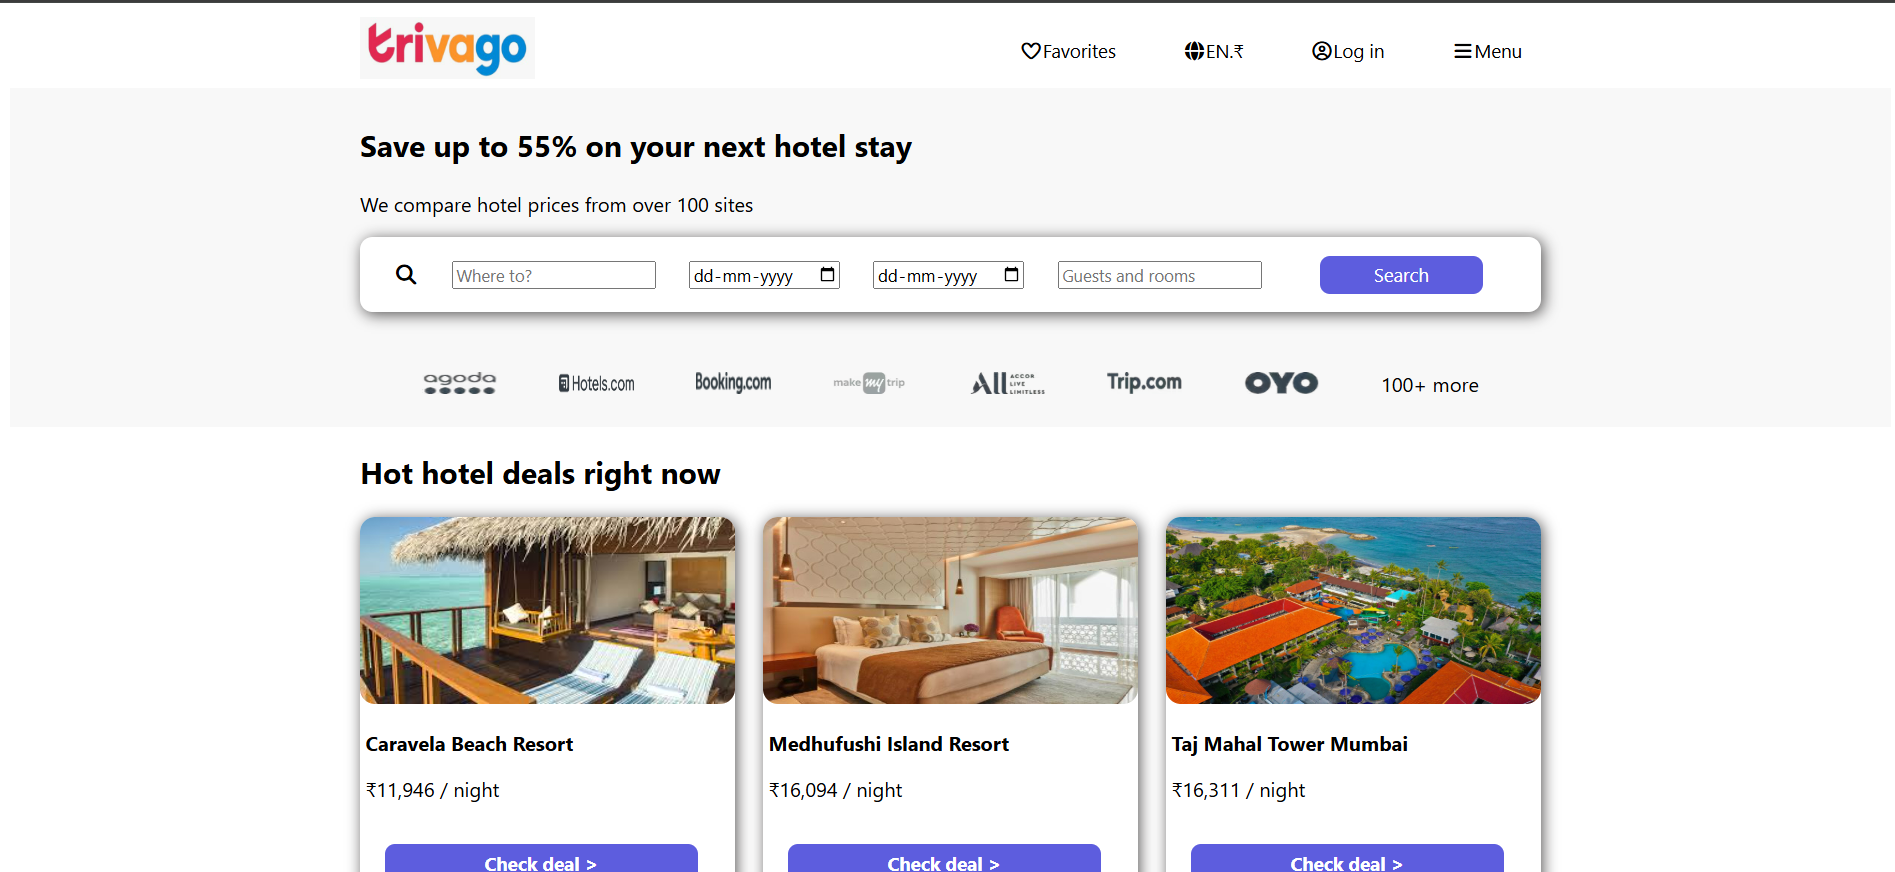 trivago
Favorites
EN.₹
Log in
Menu
Save up to 55% on your next hotel stay
We compare hotel prices from over 100 sites
Where to?
dd-mm-yyyy
dd-mm-yyyy
Guests and rooms
Search
agoda
Hotels.com
Booking.com
make my trip
ALL ACCOR LIVE LIMITLESS
Trip.com
OYO
100+ more
Hot hotel deals right now
Caravela Beach Resort
₹11,946 / night
Check deal >
Medhufushi Island Resort
₹16,094 / night
Check deal >
Taj Mahal Tower Mumbai
₹16,311 / night
Check deal >